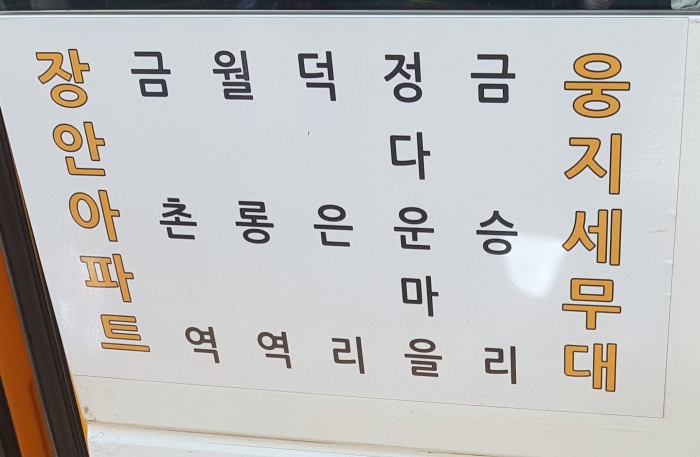 장안아파트
금촌역
월롱역
덕은리
정다운마을
금승리
웅지세무대